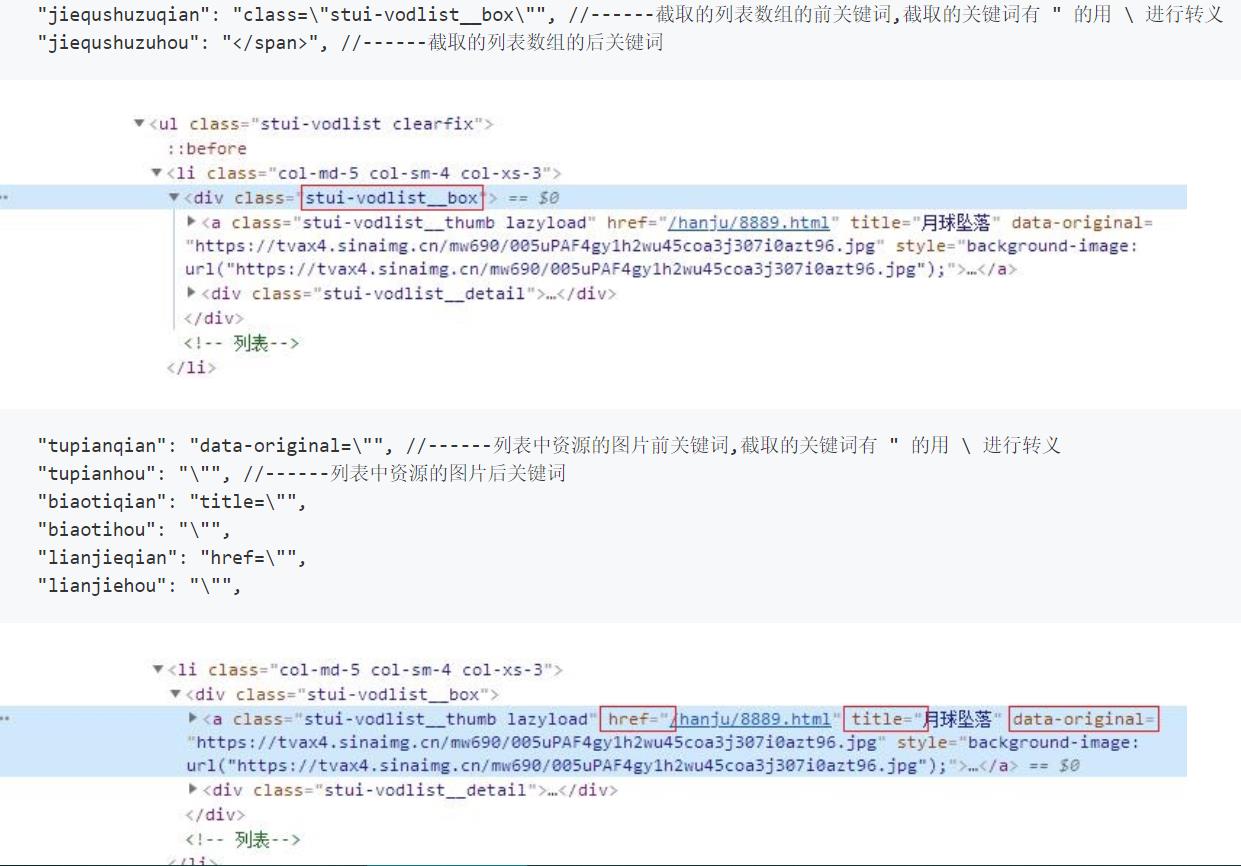 "jiequshuzuqian": "class=\"stui-vodlist__box\"", //------截取的列表数组的前关键词,截取的关键词有 " 的用 \ 进行转义
"jiequshuzuhou": "</span>", //------截取的列表数组的后关键词
▼<ul class="stui-vodlist clearfix">
::before
▼<li class="col-md-5 col-sm-4 col-xs-3">
▼<div class="stui-vodlist__box"> == $0
▶<a class="stui-vodlist__thumb lazyload" href="/hanju/8889.html" title="月球坠落" data-original=
"https://tvax4.sinaimg.cn/mw690/005uPAF4gy1h2wu45coa3j307i0azt96.jpg" style="background-image:
url("https://tvax4.sinaimg.cn/mw690/005uPAF4gy1h2wu45coa3j307i0azt96.jpg");">…</a>
▶<div class="stui-vodlist__detail">…</div>
</div>
<!-- 列表-->
</li>
"tupianqian": "data-original=\"", //------列表中资源的图片前关键词,截取的关键词有 " 的用 \ 进行转义
"tupianhou": "\"", //------列表中资源的图片后关键词
"biaotiqian": "title=\"",
"biaotihou": "\"",
"lianjieqian": "href=\"",
"lianjiehou": "\"",
▼<li class="col-md-5 col-sm-4 col-xs-3">
▼<div class="stui-vodlist__box">
▶<a class="stui-vodlist__thumb lazyload" href="/hanju/8889.html" title="月球坠落" data-original=
"https://tvax4.sinaimg.cn/mw690/005uPAF4gy1h2wu45coa3j307i0azt96.jpg" style="background-image:
url("https://tvax4.sinaimg.cn/mw690/005uPAF4gy1h2wu45coa3j307i0azt96.jpg");">…</a> == $0
▶<div class="stui-vodlist__detail">…</div>
</div>
<!-- 列表-->
</li>